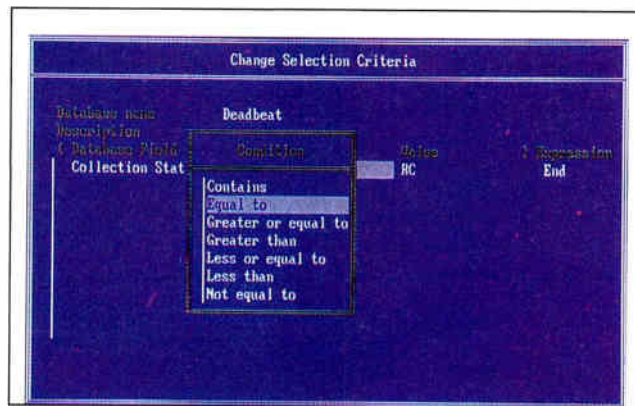 Change Selection Criteria
Database name Deadbeat
Description
( Database Field Condition Value ) Expression
Collection Stat RC End
Contains
Equal to
Greater or equal to
Greater than
Less or equal to
Less than
Not equal to